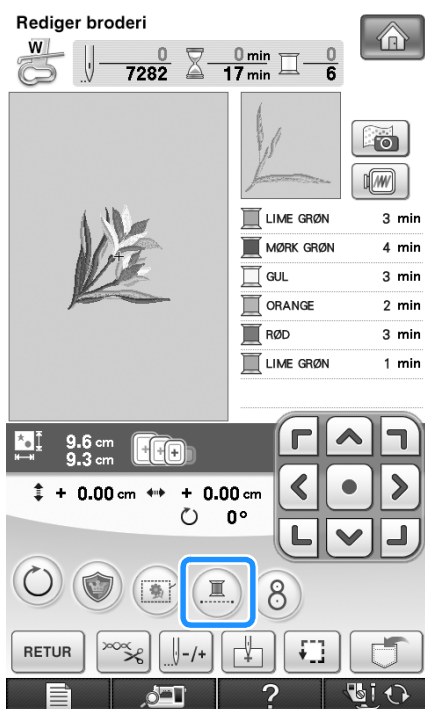 Rediger broderi
W
0
7282
0 min
17 min
0
6
LIME GRØN 3 min
MØRK GRØN 4 min
GUL 3 min
ORANGE 2 min
RØD 3 min
LIME GRØN 1 min
9.6 cm
9.3 cm
+ 0.00 cm + 0.00 cm
0°
8
RETUR -/+
?